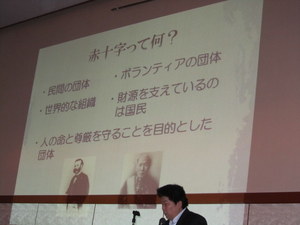 赤十字って何？
・民間の団体
・ボランティアの団体
・世界的な組織
・財源を支えているの
は国民
・人の命と尊厳を守ることを目的とした
団体